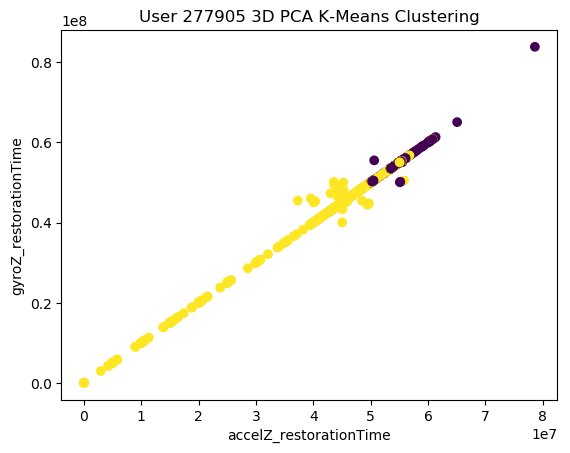 User 277905 3D PCA K-Means Clustering
1e8
0.8
0.6
0.4
0.2
0.0
gyroZ_restorationTime
0 1 2 3 4 5 6 7 8
1e7
accelZ_restorationTime